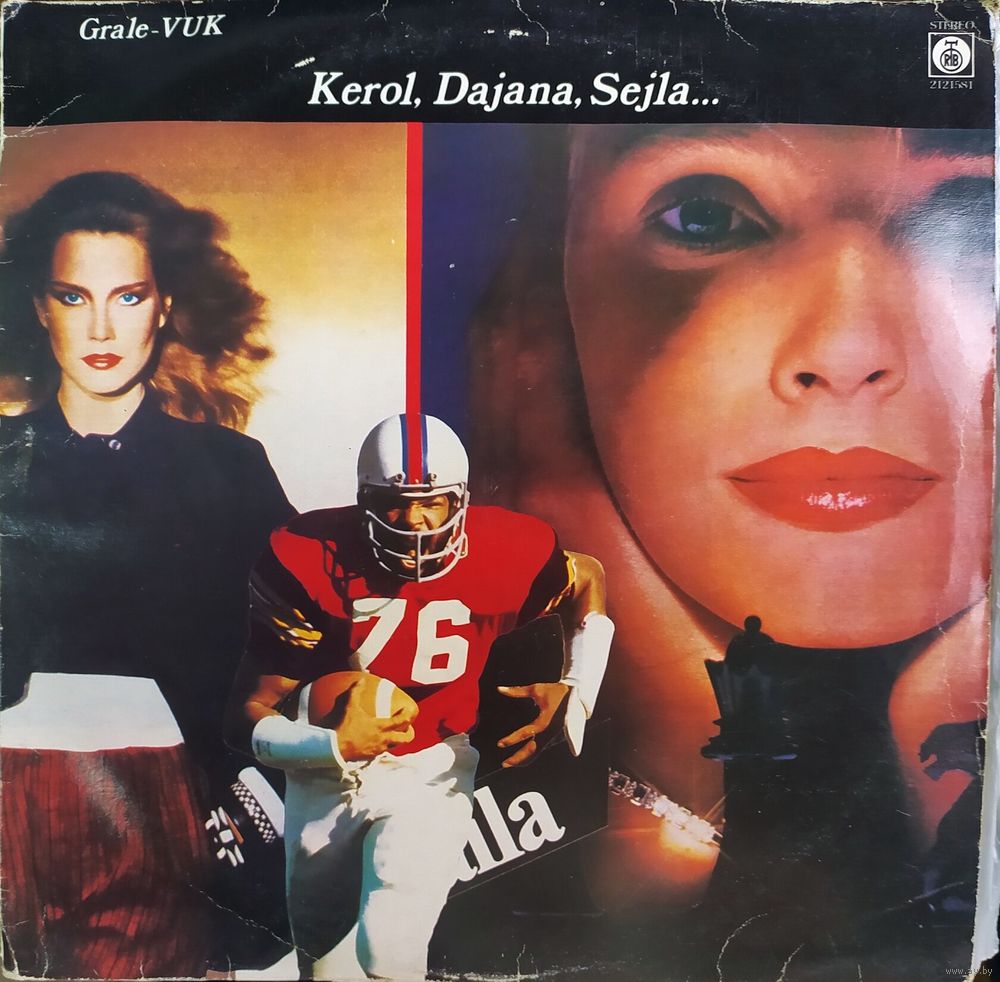 Grale-VUK
STEREO
RTB
2121581
Kerol, Dajana, Sejla...
76
lla